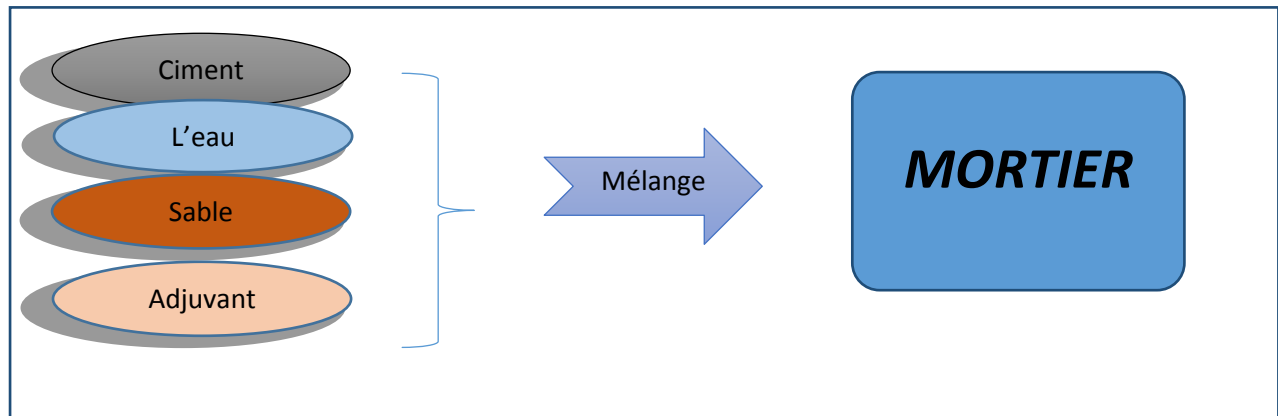 Ciment
L'eau
Sable
Adjuvant
Mélange
MORTIER